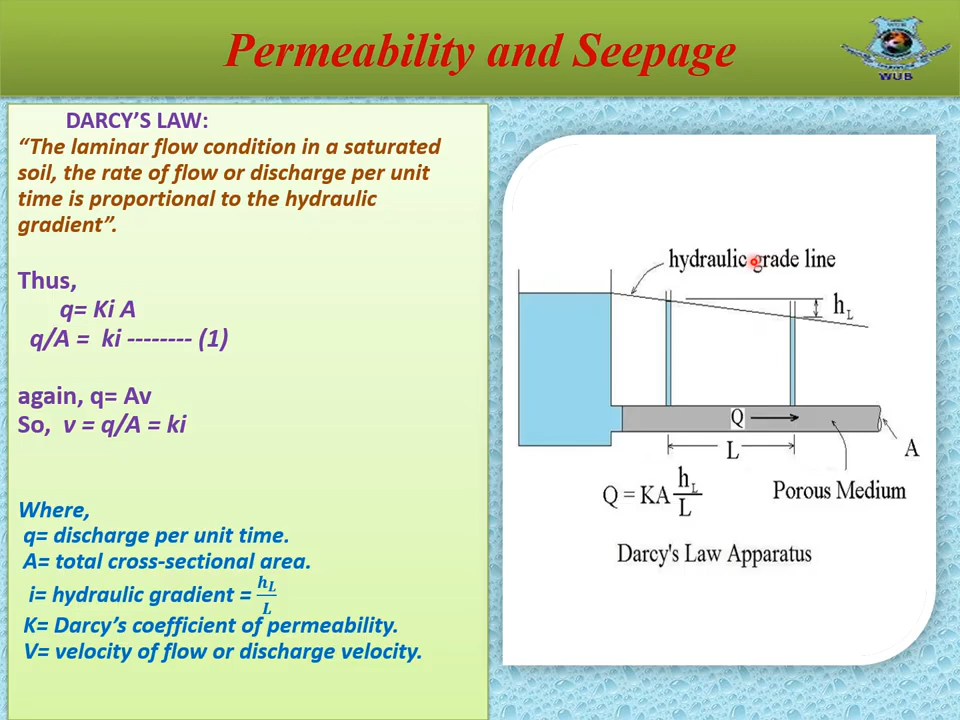 Permeability and Seepage
WUB
DARCY'S LAW:
“The laminar flow condition in a saturated
soil, the rate of flow or discharge per unit
time is proportional to the hydraulic
gradient”.
Thus,
q= Ki A
q/A = ki -------- (1)
again, q= Av
So, v = q/A = ki
Where,
q= discharge per unit time.
A= total cross-sectional area.
i= hydraulic gradient = hL/L
K= Darcy's coefficient of permeability.
V= velocity of flow or discharge velocity.
hydraulic grade line
hL
Q
L
A
Q = KA hL/L
Porous Medium
Darcy's Law Apparatus